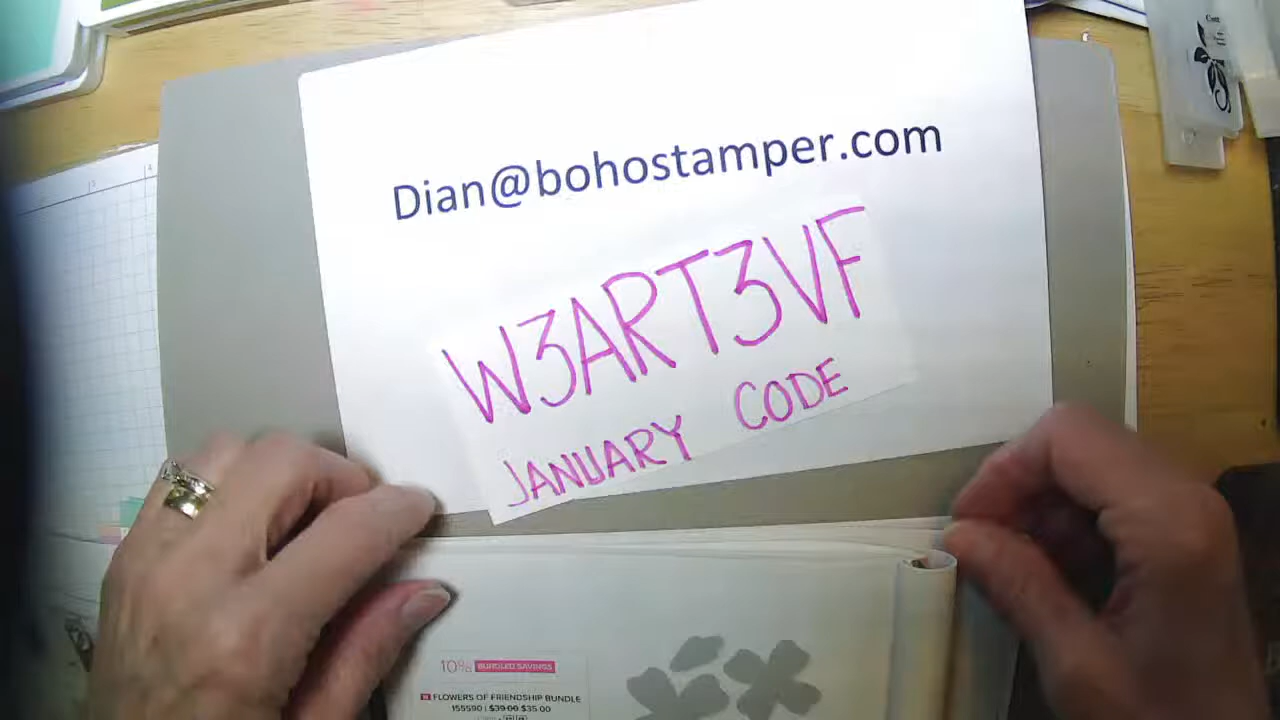 Dian@bohostamper.com
W3ART3VF
JANUARY CODE
10% BUNDLED SAVINGS
FLOWERS OF FRIENDSHIP BUNDLE
155590 | $39.00 $35.00